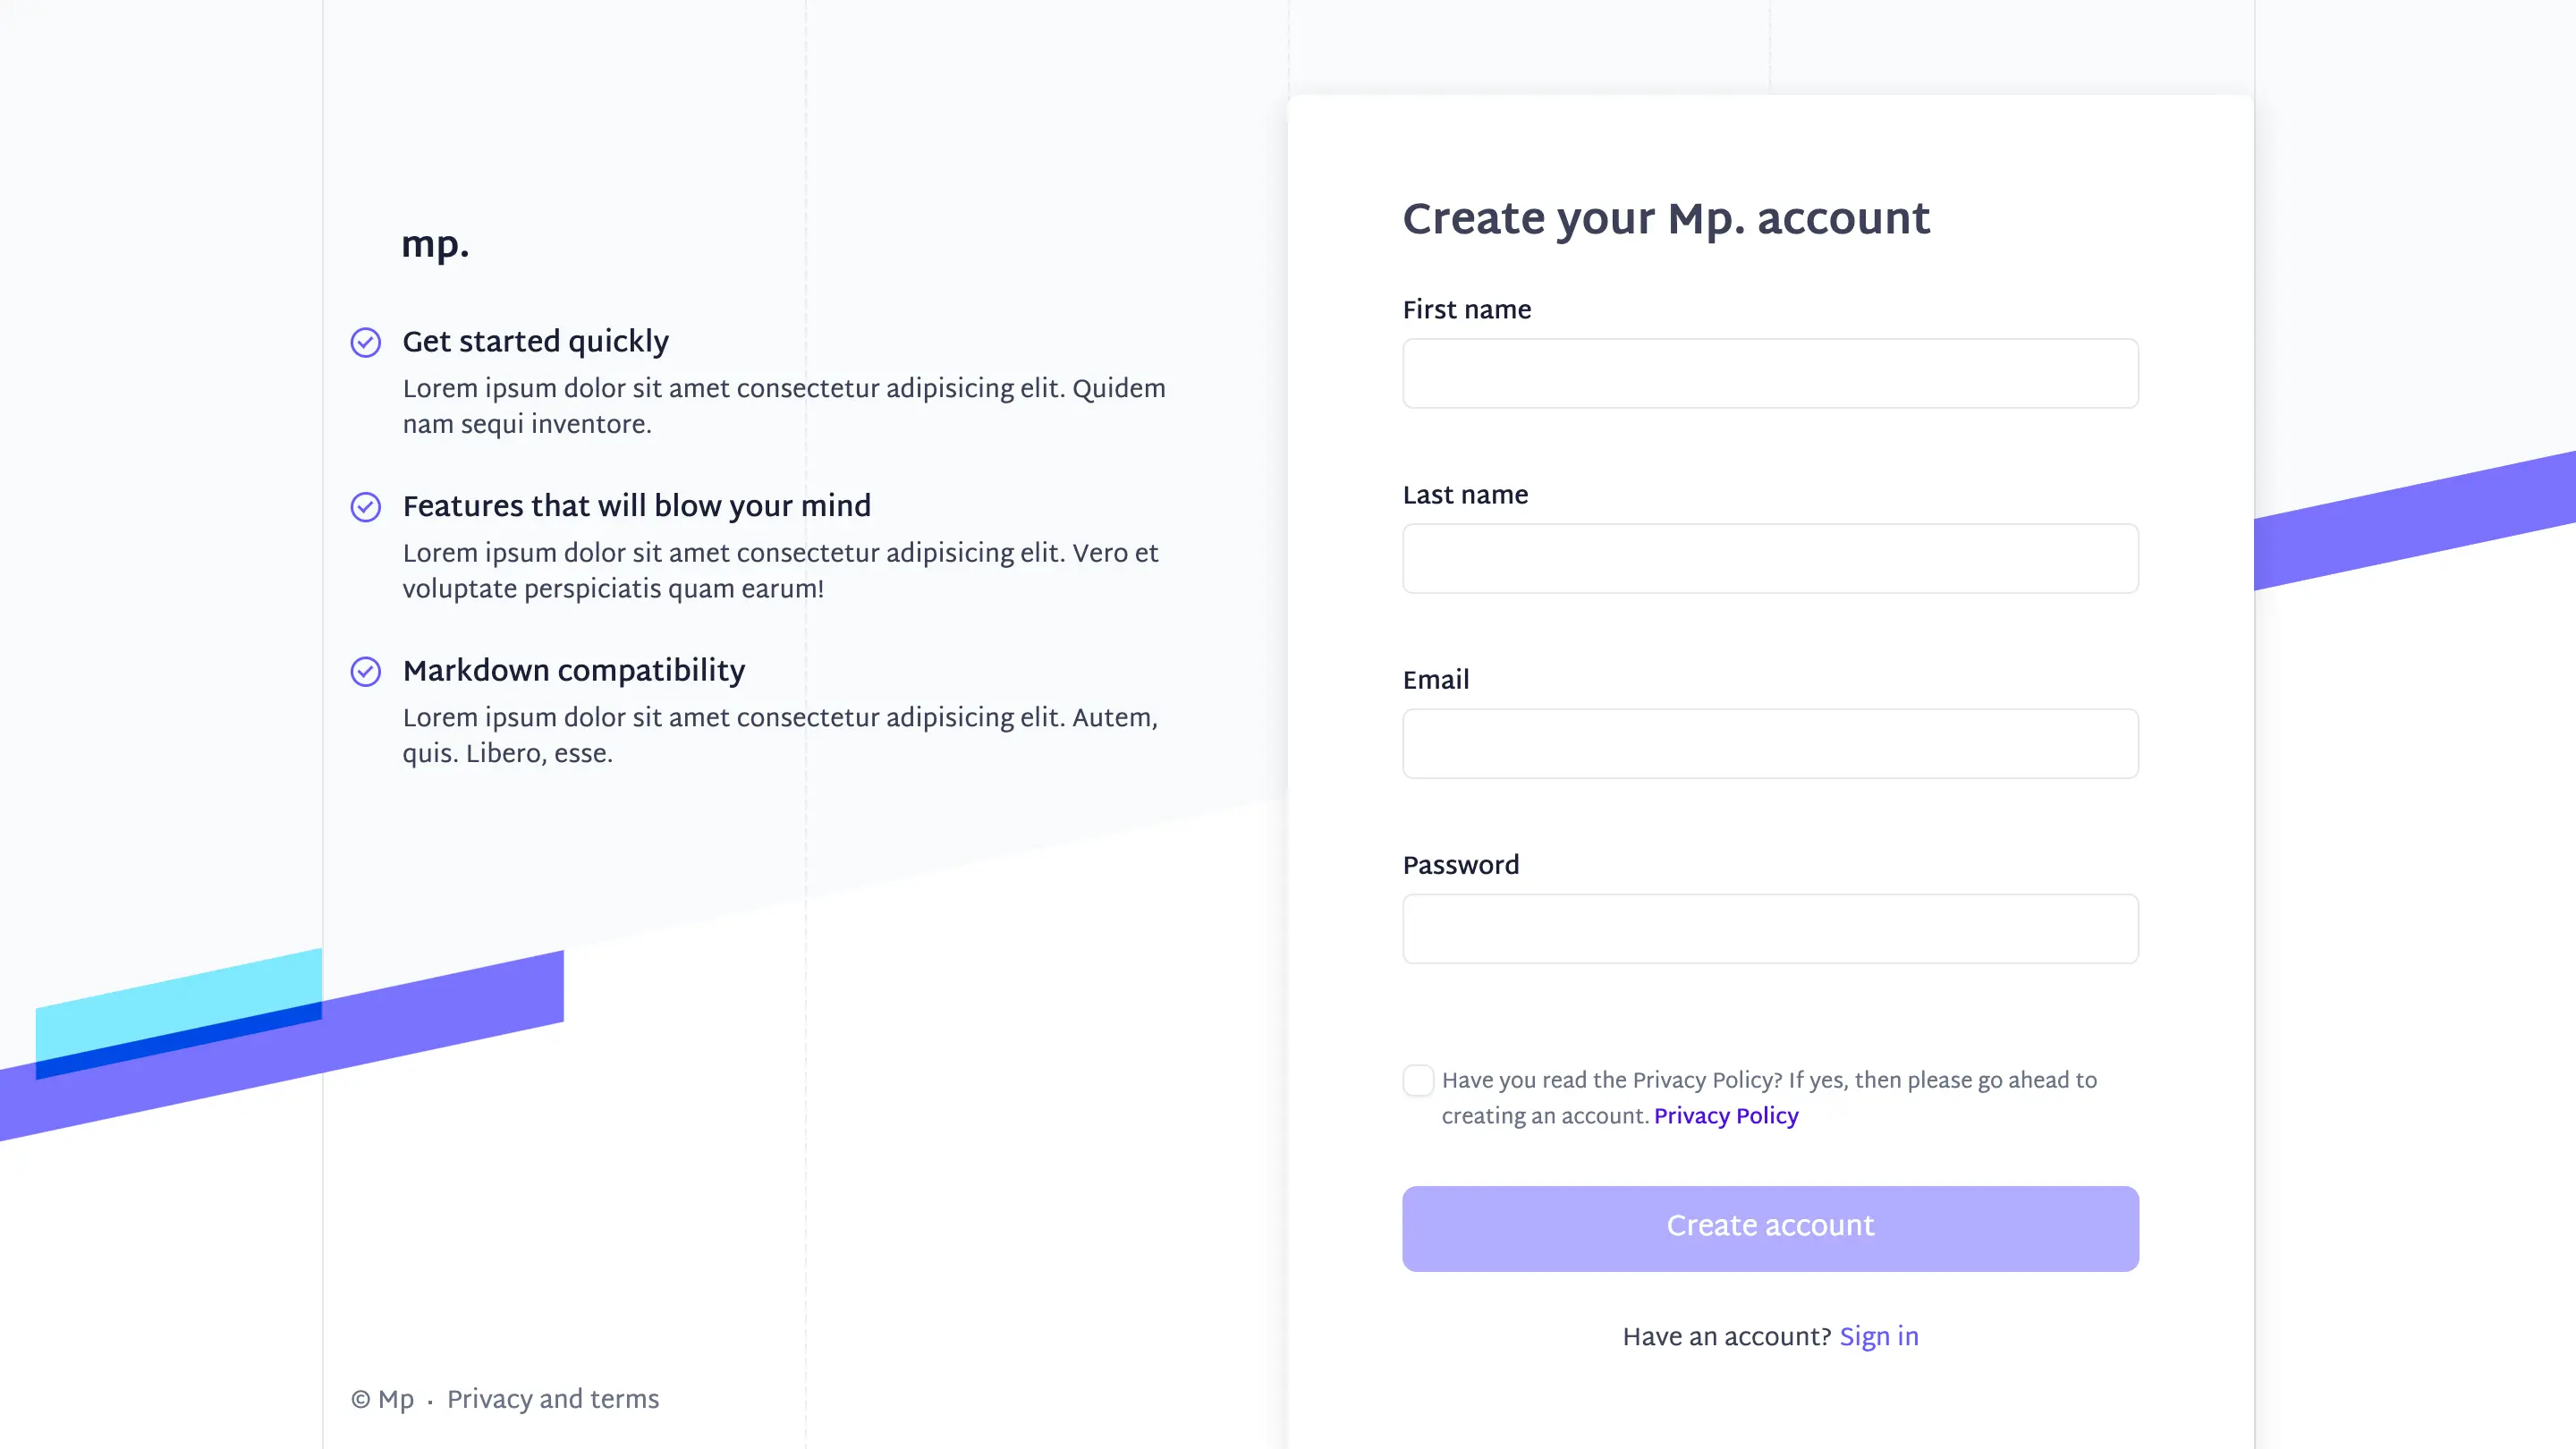 mp.
Get started quickly
Lorem ipsum dolor sit amet consectetur adipisicing elit. Quidem
nam sequi inventore.
Features that will blow your mind
Lorem ipsum dolor sit amet consectetur adipisicing elit. Vero et
voluptate perspiciatis quam earum!
Markdown compatibility
Lorem ipsum dolor sit amet consectetur adipisicing elit. Autem,
quis. Libero, esse.
© Mp · Privacy and terms
Create your Mp. account
First name
Last name
Email
Password
Have you read the Privacy Policy? If yes, then please go ahead to
creating an account. Privacy Policy
Create account
Have an account? Sign in